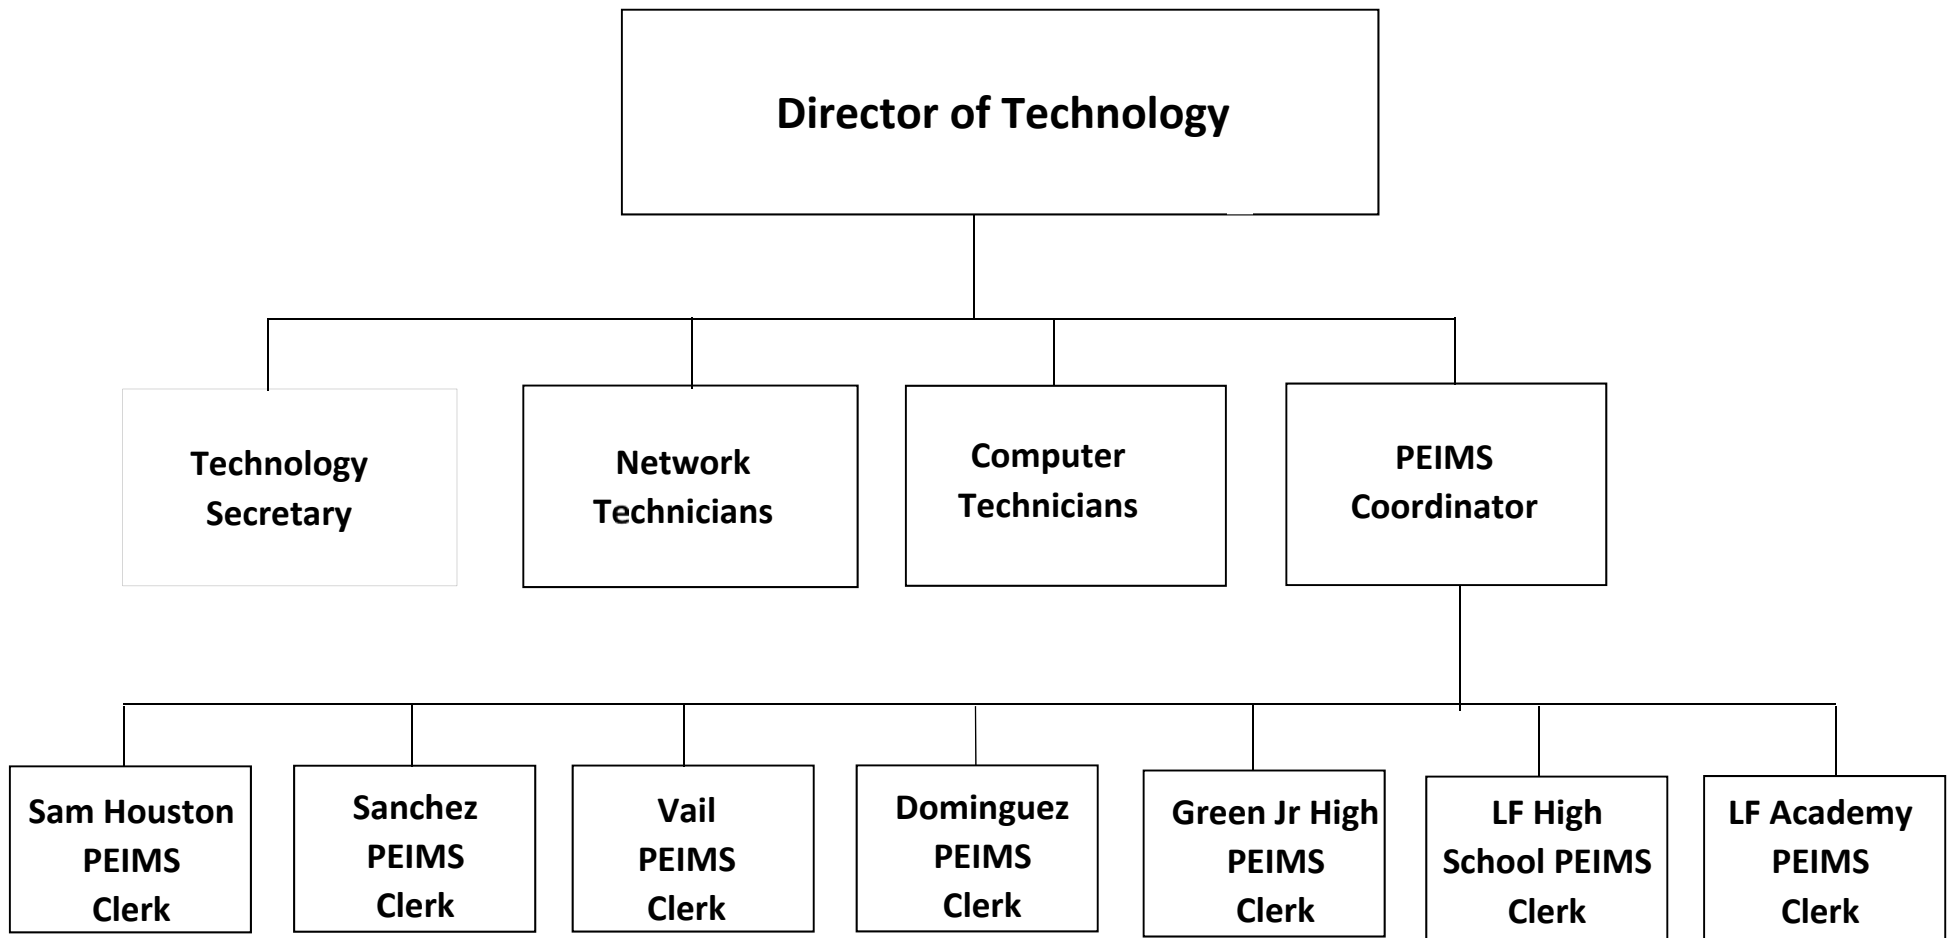 Director of Technology
Technology
Secretary
Network
Technicians
Computer
Technicians
PEIMS
Coordinator
Sam Houston
PEIMS
Clerk
Sanchez
PEIMS
Clerk
Vail
PEIMS
Clerk
Dominguez
PEIMS
Clerk
Green Jr High
PEIMS
Clerk
LF High
School PEIMS
Clerk
LF Academy
PEIMS
Clerk